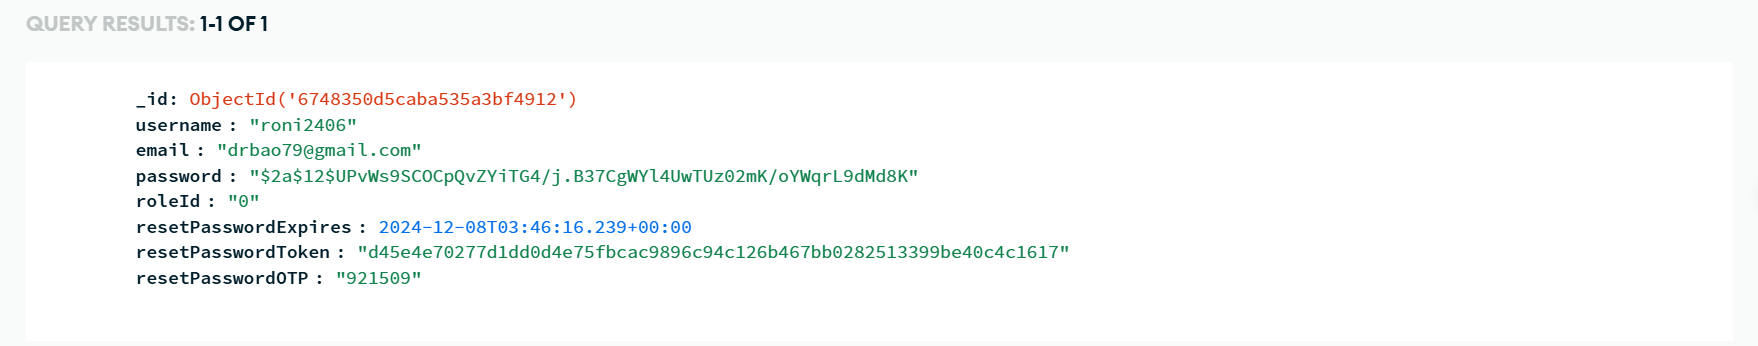 QUERY RESULTS: 1-1 OF 1
_id: ObjectId('6748350d5caba535a3bf4912')
username : "roni2406"
email : "drbao79@gmail.com"
password : "$2a$12$UPvWs9SCOCpQvZYiTG4/j.B37CgWYl4UwTUz02mK/oYWqrL9dMd8K"
roleId : "0"
resetPasswordExpires : 2024-12-08T03:46:16.239+00:00
resetPasswordToken : "d45e4e70277d1dd0d4e75fbcac9896c94c126b467bb0282513399be40c4c1617"
resetPasswordOTP : "921509"